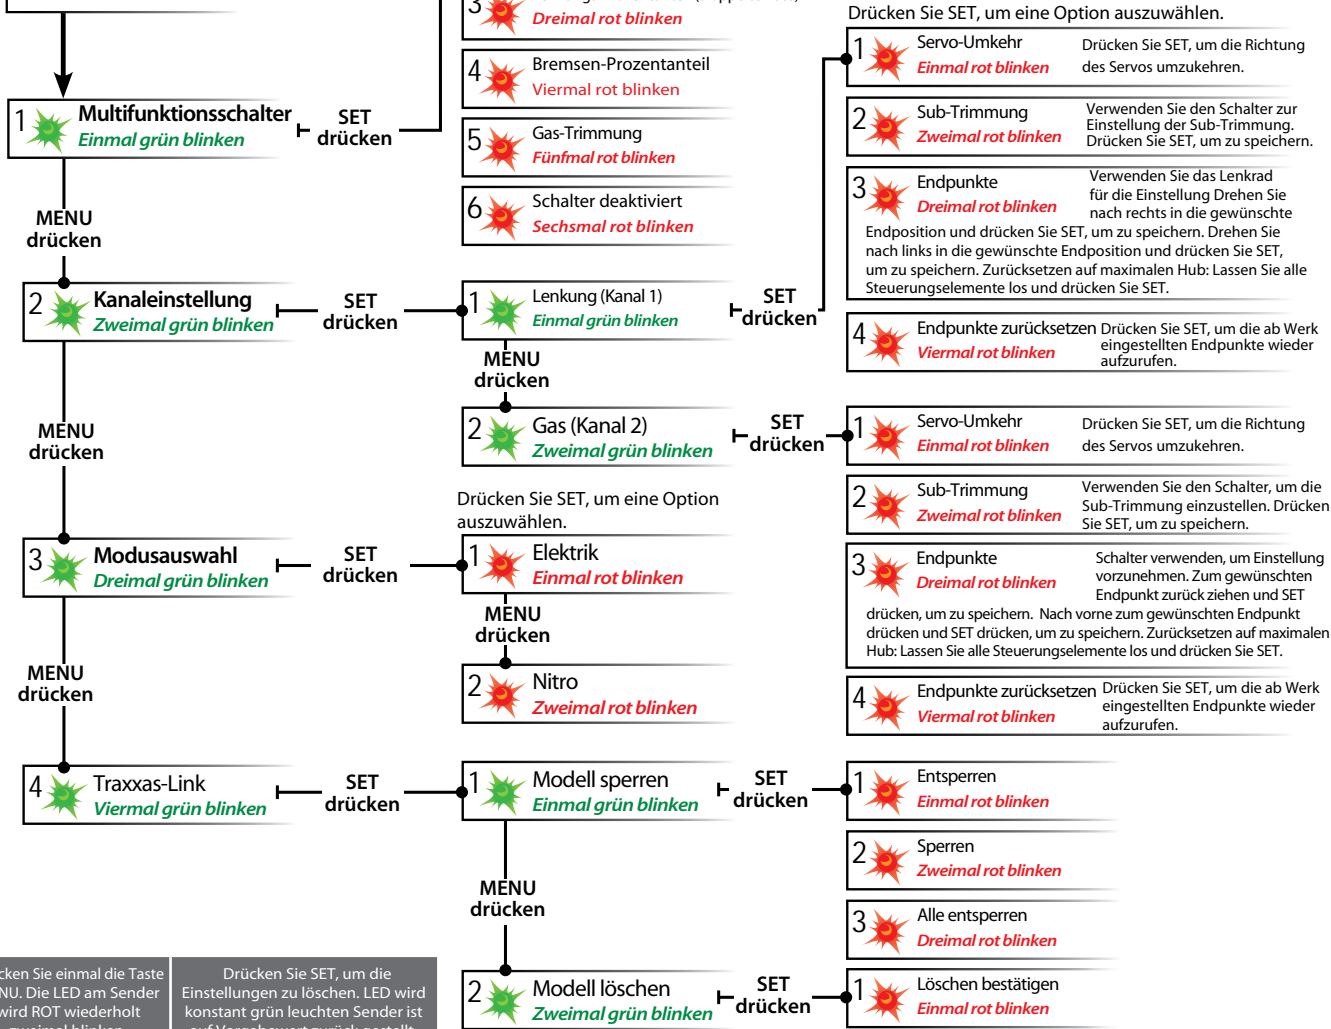 3
Dreimal rot blinken
4
Bremsen-Prozentanteil
Viermal rot blinken
5
Gas-Trimmung
Fünfmal rot blinken
6
Schalter deaktiviert
Sechsmal rot blinken
1
Multifunktionsschalter
Einmal grün blinken
SET
drücken
MENU
drücken
2
Kanaleinstellung
Zweimal grün blinken
SET
drücken
1
Lenkung (Kanal 1)
Einmal grün blinken
SET
drücken
MENU
drücken
2
Gas (Kanal 2)
Zweimal grün blinken
SET
drücken
Drücken Sie SET, um eine Option auszuwählen.
1
Servo-Umkehr
Einmal rot blinken
Drücken Sie SET, um die Richtung
des Servos umzukehren.
2
Sub-Trimmung
Zweimal rot blinken
Verwenden Sie den Schalter zur
Einstellung der Sub-Trimmung.
Drücken Sie SET, um zu speichern.
3
Endpunkte
Dreimal rot blinken
Verwenden Sie das Lenkrad
für die Einstellung Drehen Sie
nach rechts in die gewünschte
Endposition und drücken Sie SET, um zu speichern. Drehen Sie
nach links in die gewünschte Endposition und drücken Sie SET,
um zu speichern. Zurücksetzen auf maximalen Hub: Lassen Sie alle
Steuerungselemente los und drücken Sie SET.
4
Endpunkte zurücksetzen
Viermal rot blinken
Drücken Sie SET, um die ab Werk
eingestellten Endpunkte wieder
aufzurufen.
1
Servo-Umkehr
Einmal rot blinken
Drücken Sie SET, um die Richtung
des Servos umzukehren.
2
Sub-Trimmung
Zweimal rot blinken
Verwenden Sie den Schalter, um die
Sub-Trimmung einzustellen. Drücken
Sie SET, um zu speichern.
3
Endpunkte
Dreimal rot blinken
Schalter verwenden, um Einstellung
vorzunehmen. Zum gewünschten
Endpunkt zurück ziehen und SET
drücken, um zu speichern. Nach vorne zum gewünschten Endpunkt
drücken und SET drücken, um zu speichern. Zurücksetzen auf maximalen
Hub: Lassen Sie alle Steuerungselemente los und drücken Sie SET.
4
Endpunkte zurücksetzen
Viermal rot blinken
Drücken Sie SET, um die ab Werk
eingestellten Endpunkte wieder
aufzurufen.
MENU
drücken
3
Modusauswahl
Dreimal grün blinken
SET
drücken
Drücken Sie SET, um eine Option
auszuwählen.
1
Elektrik
Einmal rot blinken
MENU
drücken
2
Nitro
Zweimal rot blinken
MENU
drücken
4
Traxxas-Link
Viermal grün blinken
SET
drücken
1
Modell sperren
Einmal grün blinken
SET
drücken
1
Entsperren
Einmal rot blinken
2
Sperren
Zweimal rot blinken
3
Alle entsperren
Dreimal rot blinken
MENU
drücken
2
Modell löschen
Zweimal grün blinken
SET
drücken
1
Löschen bestätigen
Einmal rot blinken
Sie einmal die Taste
Die LED am Sender
wird ROT wiederholt
zweimal blinken
Drücken Sie SET, um die
Einstellungen zu löschen. LED wird
konstant grün leuchten Sender ist
auf Vorgabewert zurück gestellt